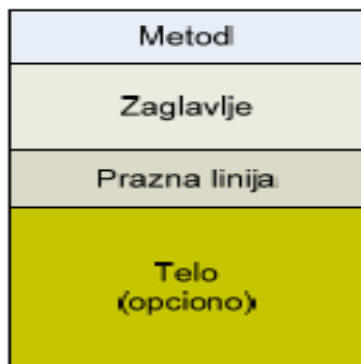 Metod
Zaglavlje
Prazna linija
Telo
(opciono)